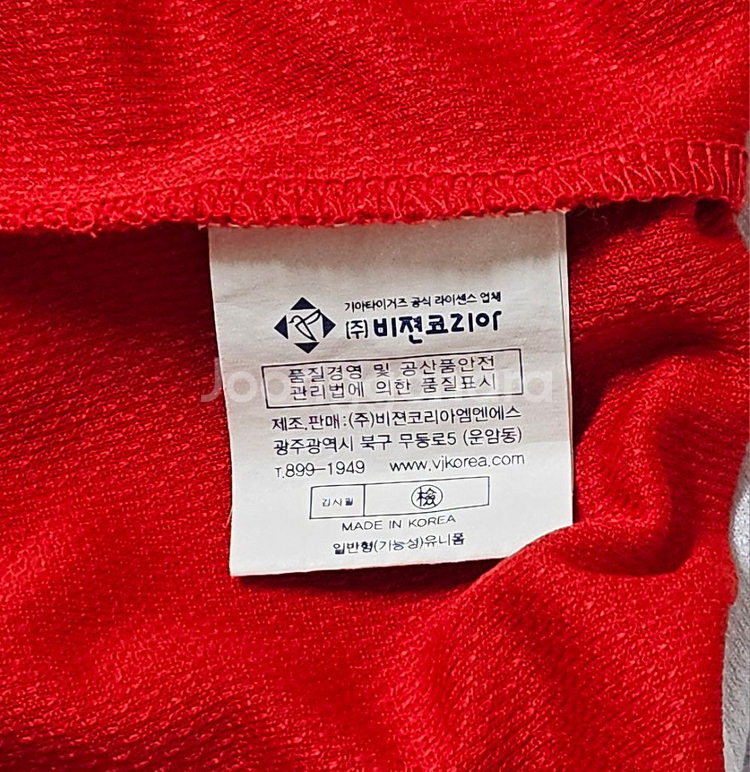 기아타이거즈 공식 라이센스 업체
(주)비젼코리아
품질경영 및 공산품안전
관리법에 의한 품질표시
제조,판매:(주)비젼코리아엠엔에스
광주광역시 북구 무등로5 (운암동)
T.899-1949 www.vjkorea.com
검사필 檢
MADE IN KOREA
일반형(기능성)유니폼